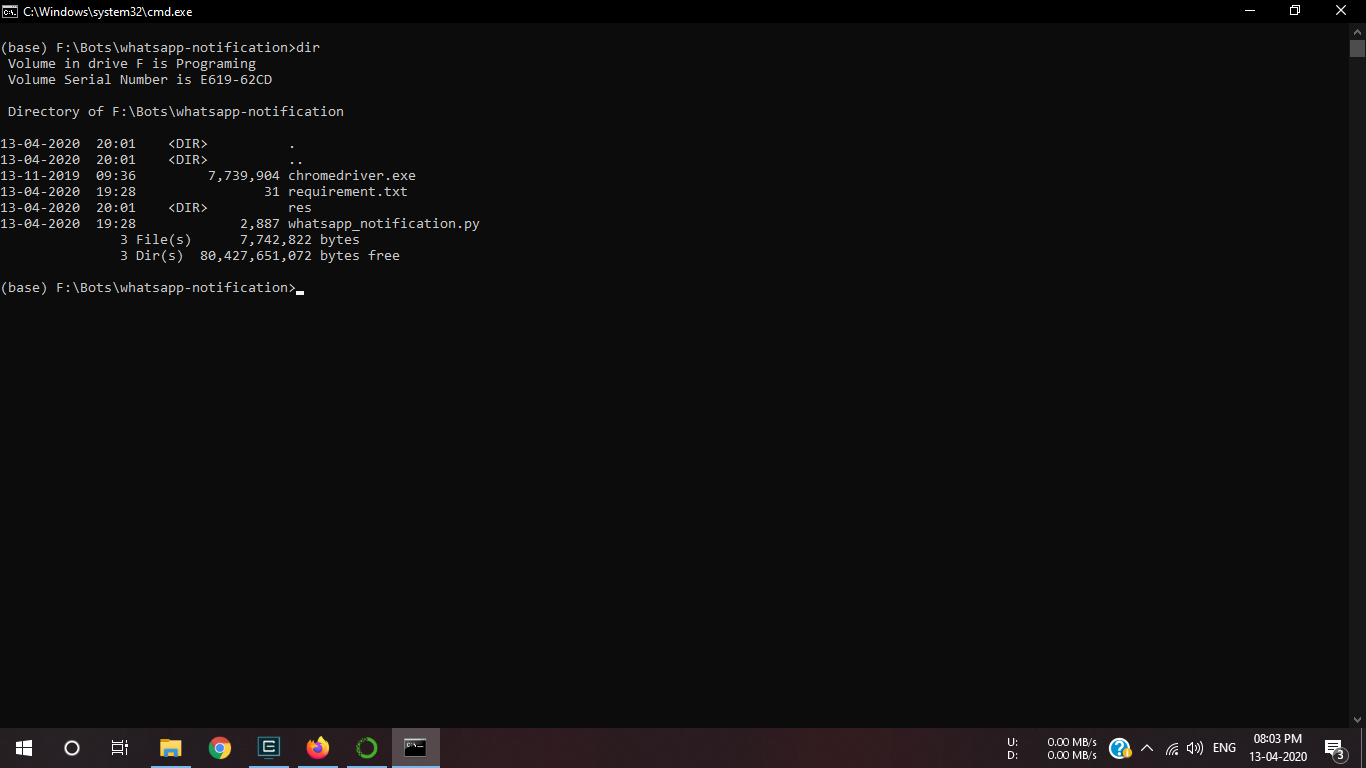 C:\Windows\system32\cmd.exe
(base) F:\Bots\whatsapp-notification>dir
Volume in drive F is Programing
Volume Serial Number is E619-62CD
Directory of F:\Bots\whatsapp-notification
13-04-2020  20:01    <DIR>          .
13-04-2020  20:01    <DIR>          ..
13-11-2019  09:36         7,739,904 chromedriver.exe
13-04-2020  19:28                31 requirement.txt
13-04-2020  20:01    <DIR>          res
13-04-2020  19:28             2,887 whatsapp_notification.py
3 File(s)      7,742,822 bytes
3 Dir(s)  80,427,651,072 bytes free
(base) F:\Bots\whatsapp-notification>
U: 0.00 MB/s
D: 0.00 MB/s
ENG
08:03 PM
13-04-2020
3